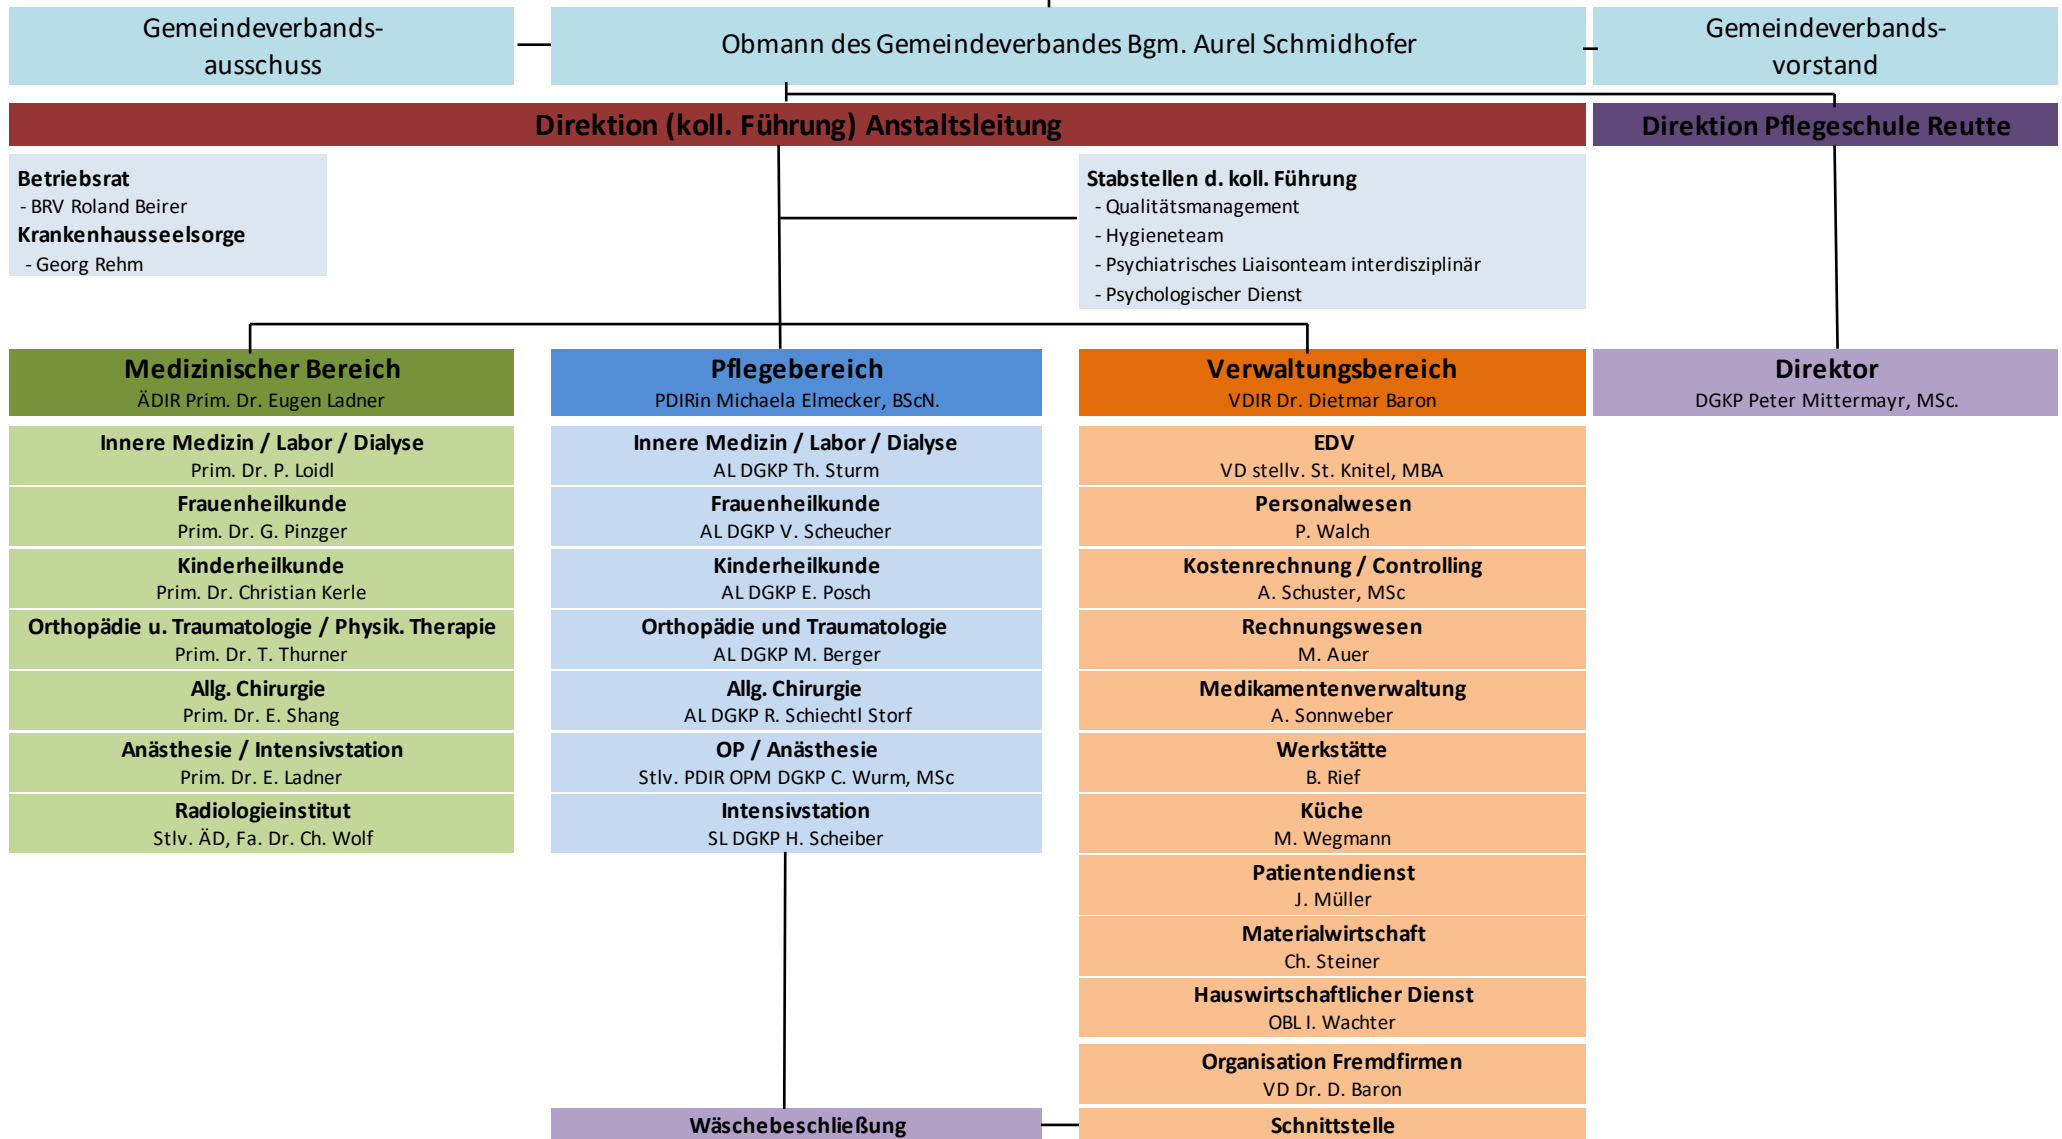 Gemeindeverbands-
ausschuss
Obmann des Gemeindeverbandes Bgm. Aurel Schmidhofer
Gemeindeverbands-
vorstand
Direktion (koll. Führung) Anstaltsleitung
Direktion Pflegeschule Reutte
Betriebsrat
- BRV Roland Beirer
Krankenhausseelsorge
- Georg Rehm
Stabstellen d. koll. Führung
- Qualitätsmanagement
- Hygieneteam
- Psychiatrisches Liaisonteam interdisziplinär
- Psychologischer Dienst
Medizinischer Bereich
ÄDIR Prim. Dr. Eugen Ladner
Innere Medizin / Labor / Dialyse
Prim. Dr. P. Loidl
Frauenheilkunde
Prim. Dr. G. Pinzger
Kinderheilkunde
Prim. Dr. Christian Kerle
Orthopädie u. Traumatologie / Physik. Therapie
Prim. Dr. T. Thurner
Allg. Chirurgie
Prim. Dr. E. Shang
Anästhesie / Intensivstation
Prim. Dr. E. Ladner
Radiologieinstitut
Stlv. ÄD, Fa. Dr. Ch. Wolf
Pflegebereich
PDIRin Michaela Elmecker, BScN.
Innere Medizin / Labor / Dialyse
AL DGKP Th. Sturm
Frauenheilkunde
AL DGKP V. Scheucher
Kinderheilkunde
AL DGKP E. Posch
Orthopädie und Traumatologie
AL DGKP M. Berger
Allg. Chirurgie
AL DGKP R. Schiechtl Storf
OP / Anästhesie
Stlv. PDIR OPM DGKP C. Wurm, MSc
Intensivstation
SL DGKP H. Scheiber
Wäschebeschließung
Verwaltungsbereich
VDIR Dr. Dietmar Baron
EDV
VD stellv. St. Knitel, MBA
Personalwesen
P. Walch
Kostenrechnung / Controlling
A. Schuster, MSc
Rechnungswesen
M. Auer
Medikamentenverwaltung
A. Sonnweber
Werkstätte
B. Rief
Küche
M. Wegmann
Patientendienst
J. Müller
Materialwirtschaft
Ch. Steiner
Hauswirtschaftlicher Dienst
OBL I. Wachter
Organisation Fremdfirmen
VD Dr. D. Baron
Schnittstelle
Direktor
DGKP Peter Mittermayr, MSc.